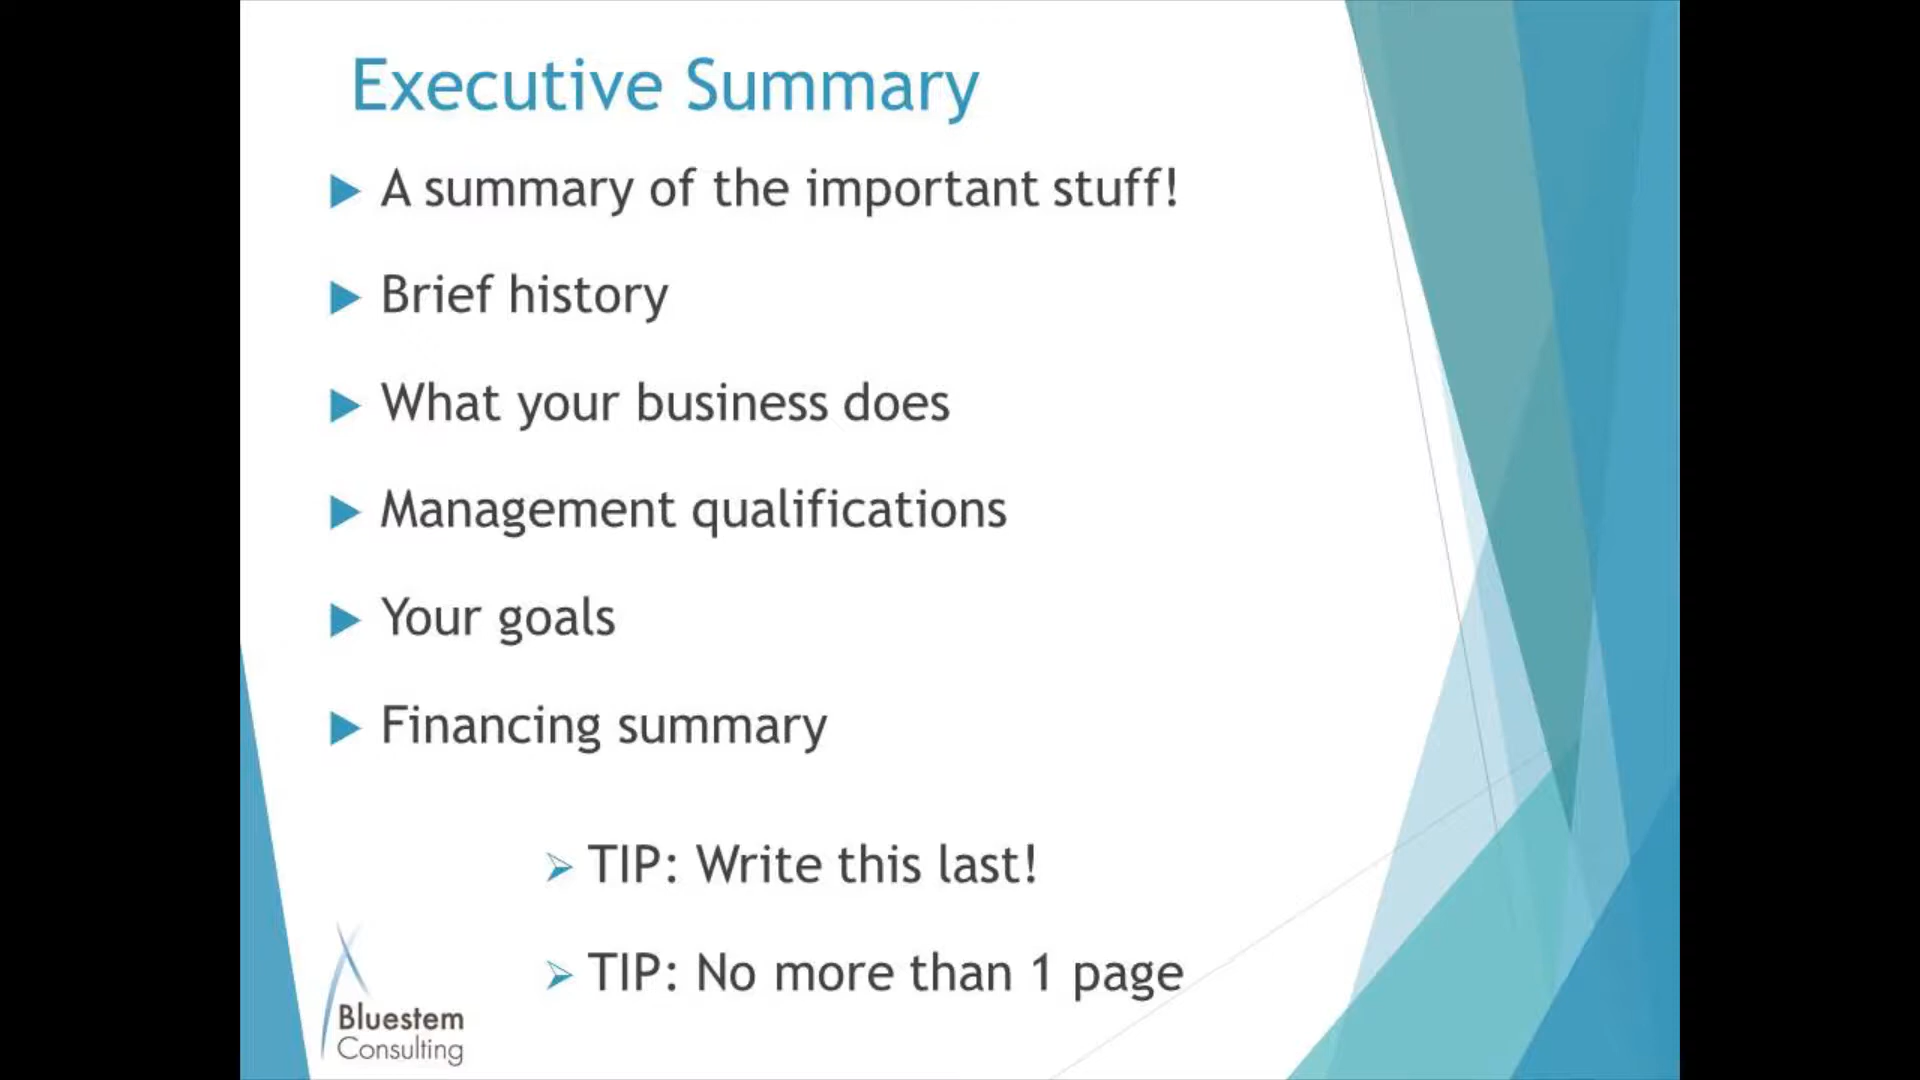 Executive Summary
A summary of the important stuff!
Brief history
What your business does
Management qualifications
Your goals
Financing summary
TIP: Write this last!
TIP: No more than 1 page
Bluestem
Consulting